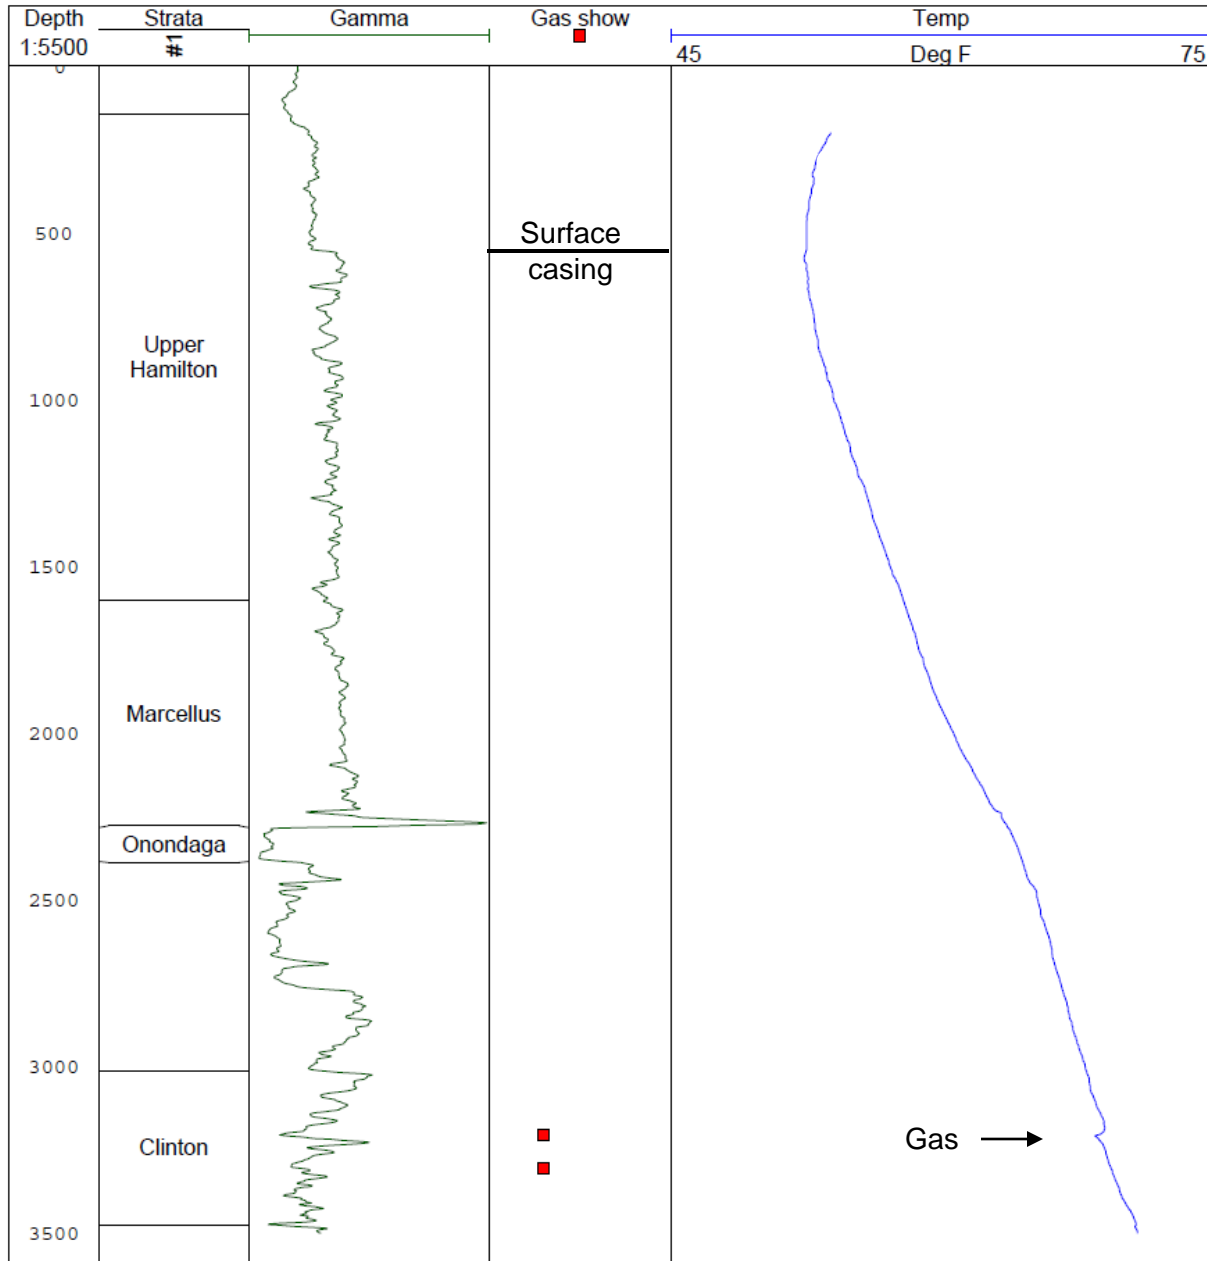 Depth Strata Gamma Gas show Temp
1:5500 #1 45 Deg F 75
0
500
Surface
casing
Upper
Hamilton
1000
1500
Marcellus
2000
Onondaga
2500
3000
Clinton
Gas
3500